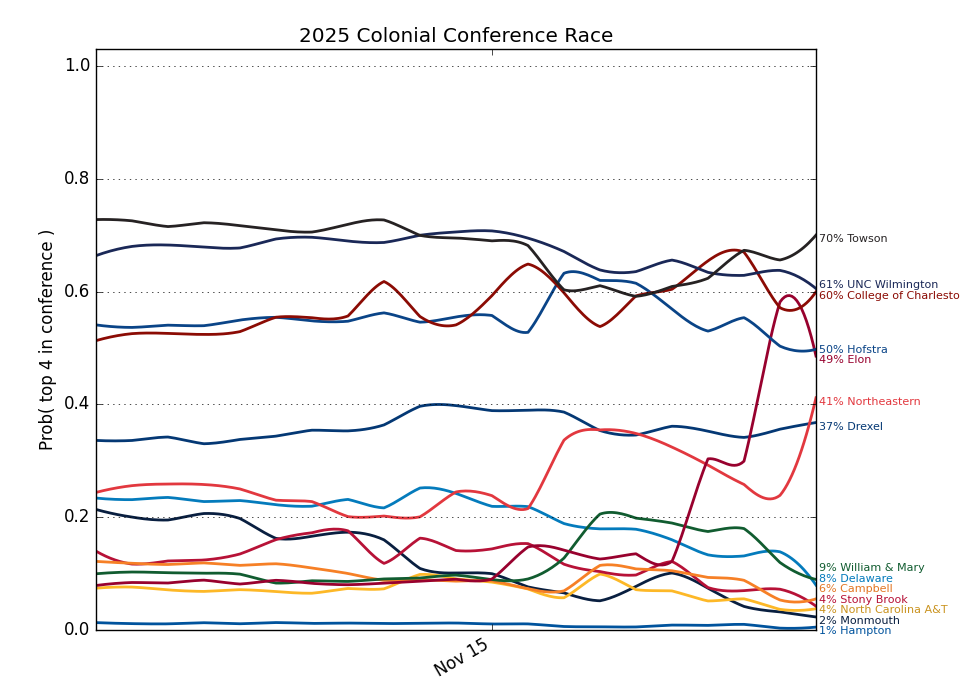 2025 Colonial Conference Race
Prob( top 4 in conference )
1.0
0.8
0.6
0.4
0.2
0.0
Nov 15
70% Towson
61% UNC Wilmington
60% College of Charlesto
50% Hofstra
49% Elon
41% Northeastern
37% Drexel
9% William & Mary
8% Delaware
6% Campbell
4% Stony Brook
4% North Carolina A&T
2% Monmouth
1% Hampton